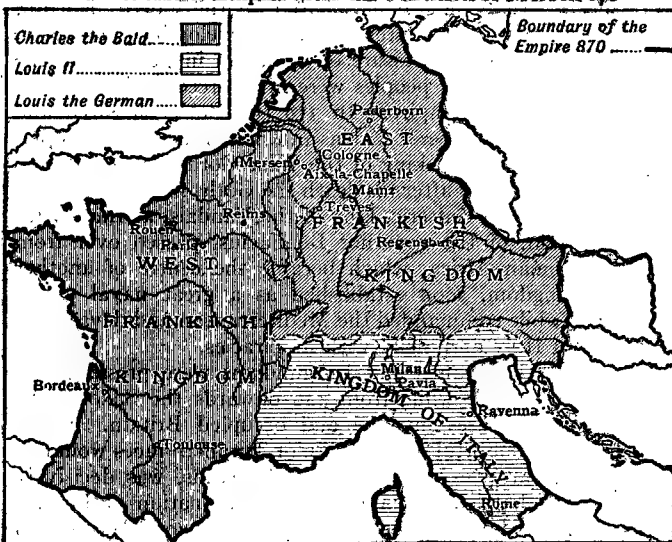 Charles the Bald
Louis II
Louis the German
Boundary of the
Empire 870
Paderborn
EAST
Mersen
Cologne
Aix-la-Chapelle
Mainz
Treves
Reims
FRANKISH
Rouen
Paris
Regensburg
WEST
KINGDOM
FRANKISH
Bordeaux
KINGDOM
Milan
Pavia
KINGDOM OF ITALY
Ravenna
Toulouse
Rome